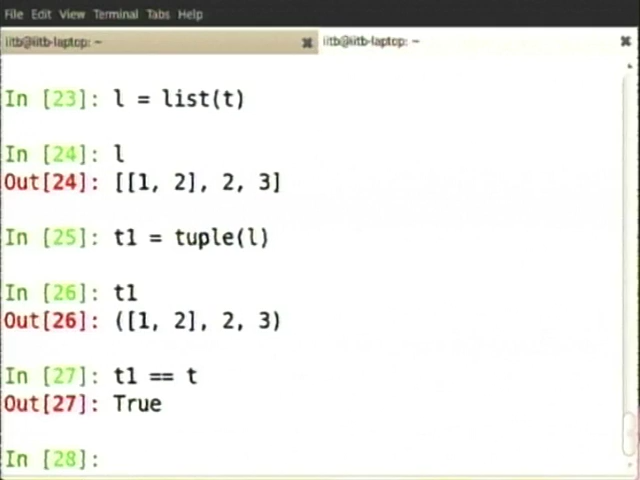 File Edit View Terminal Tabs Help
iitb@iitb-laptop: ~ iitb@iitb-laptop: ~
In [23]: l = list(t)
In [24]: l
Out[24]: [[1, 2], 2, 3]
In [25]: t1 = tuple(l)
In [26]: t1
Out[26]: ([1, 2], 2, 3)
In [27]: t1 == t
Out[27]: True
In [28]: